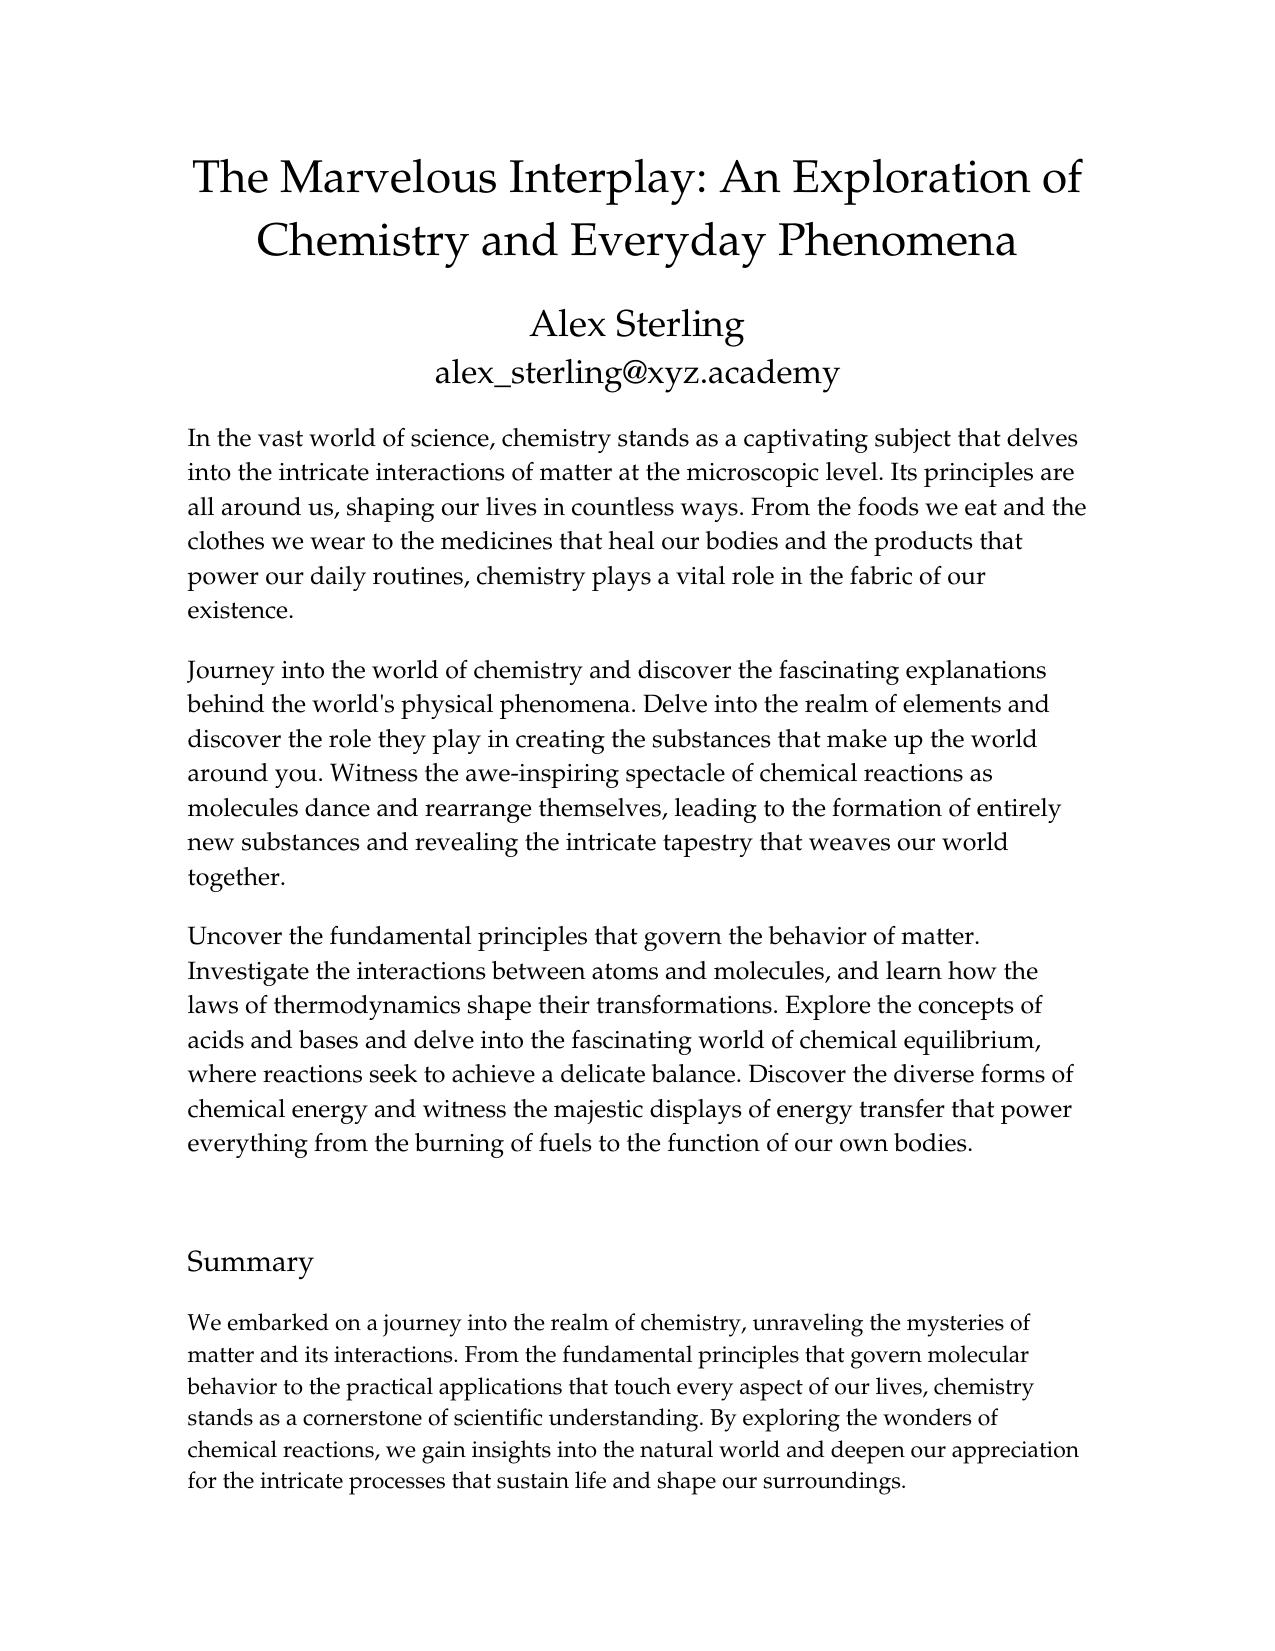 The Marvelous Interplay: An Exploration of
Chemistry and Everyday Phenomena
Alex Sterling
alex_sterling@xyz.academy
In the vast world of science, chemistry stands as a captivating subject that delves
into the intricate interactions of matter at the microscopic level. Its principles are
all around us, shaping our lives in countless ways. From the foods we eat and the
clothes we wear to the medicines that heal our bodies and the products that
power our daily routines, chemistry plays a vital role in the fabric of our
existence.
Journey into the world of chemistry and discover the fascinating explanations
behind the world's physical phenomena. Delve into the realm of elements and
discover the role they play in creating the substances that make up the world
around you. Witness the awe-inspiring spectacle of chemical reactions as
molecules dance and rearrange themselves, leading to the formation of entirely
new substances and revealing the intricate tapestry that weaves our world
together.
Uncover the fundamental principles that govern the behavior of matter.
Investigate the interactions between atoms and molecules, and learn how the
laws of thermodynamics shape their transformations. Explore the concepts of
acids and bases and delve into the fascinating world of chemical equilibrium,
where reactions seek to achieve a delicate balance. Discover the diverse forms of
chemical energy and witness the majestic displays of energy transfer that power
everything from the burning of fuels to the function of our own bodies.
Summary
We embarked on a journey into the realm of chemistry, unraveling the mysteries of
matter and its interactions. From the fundamental principles that govern molecular
behavior to the practical applications that touch every aspect of our lives, chemistry
stands as a cornerstone of scientific understanding. By exploring the wonders of
chemical reactions, we gain insights into the natural world and deepen our appreciation
for the intricate processes that sustain life and shape our surroundings.